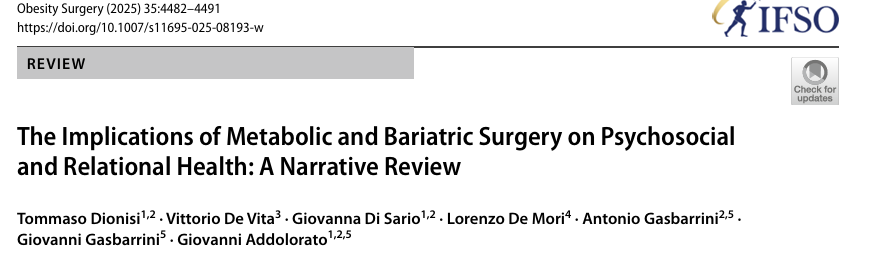 Obesity Surgery (2025) 35:4482–4491
https://doi.org/10.1007/s11695-025-08193-w
IFSO
REVIEW
Check for
updates
The Implications of Metabolic and Bariatric Surgery on Psychosocial
and Relational Health: A Narrative Review
Tommaso Dionisi1,2 · Vittorio De Vita3 · Giovanna Di Sario1,2 · Lorenzo De Mori4 · Antonio Gasbarrini2,5 ·
Giovanni Gasbarrini5 · Giovanni Addolorato1,2,5